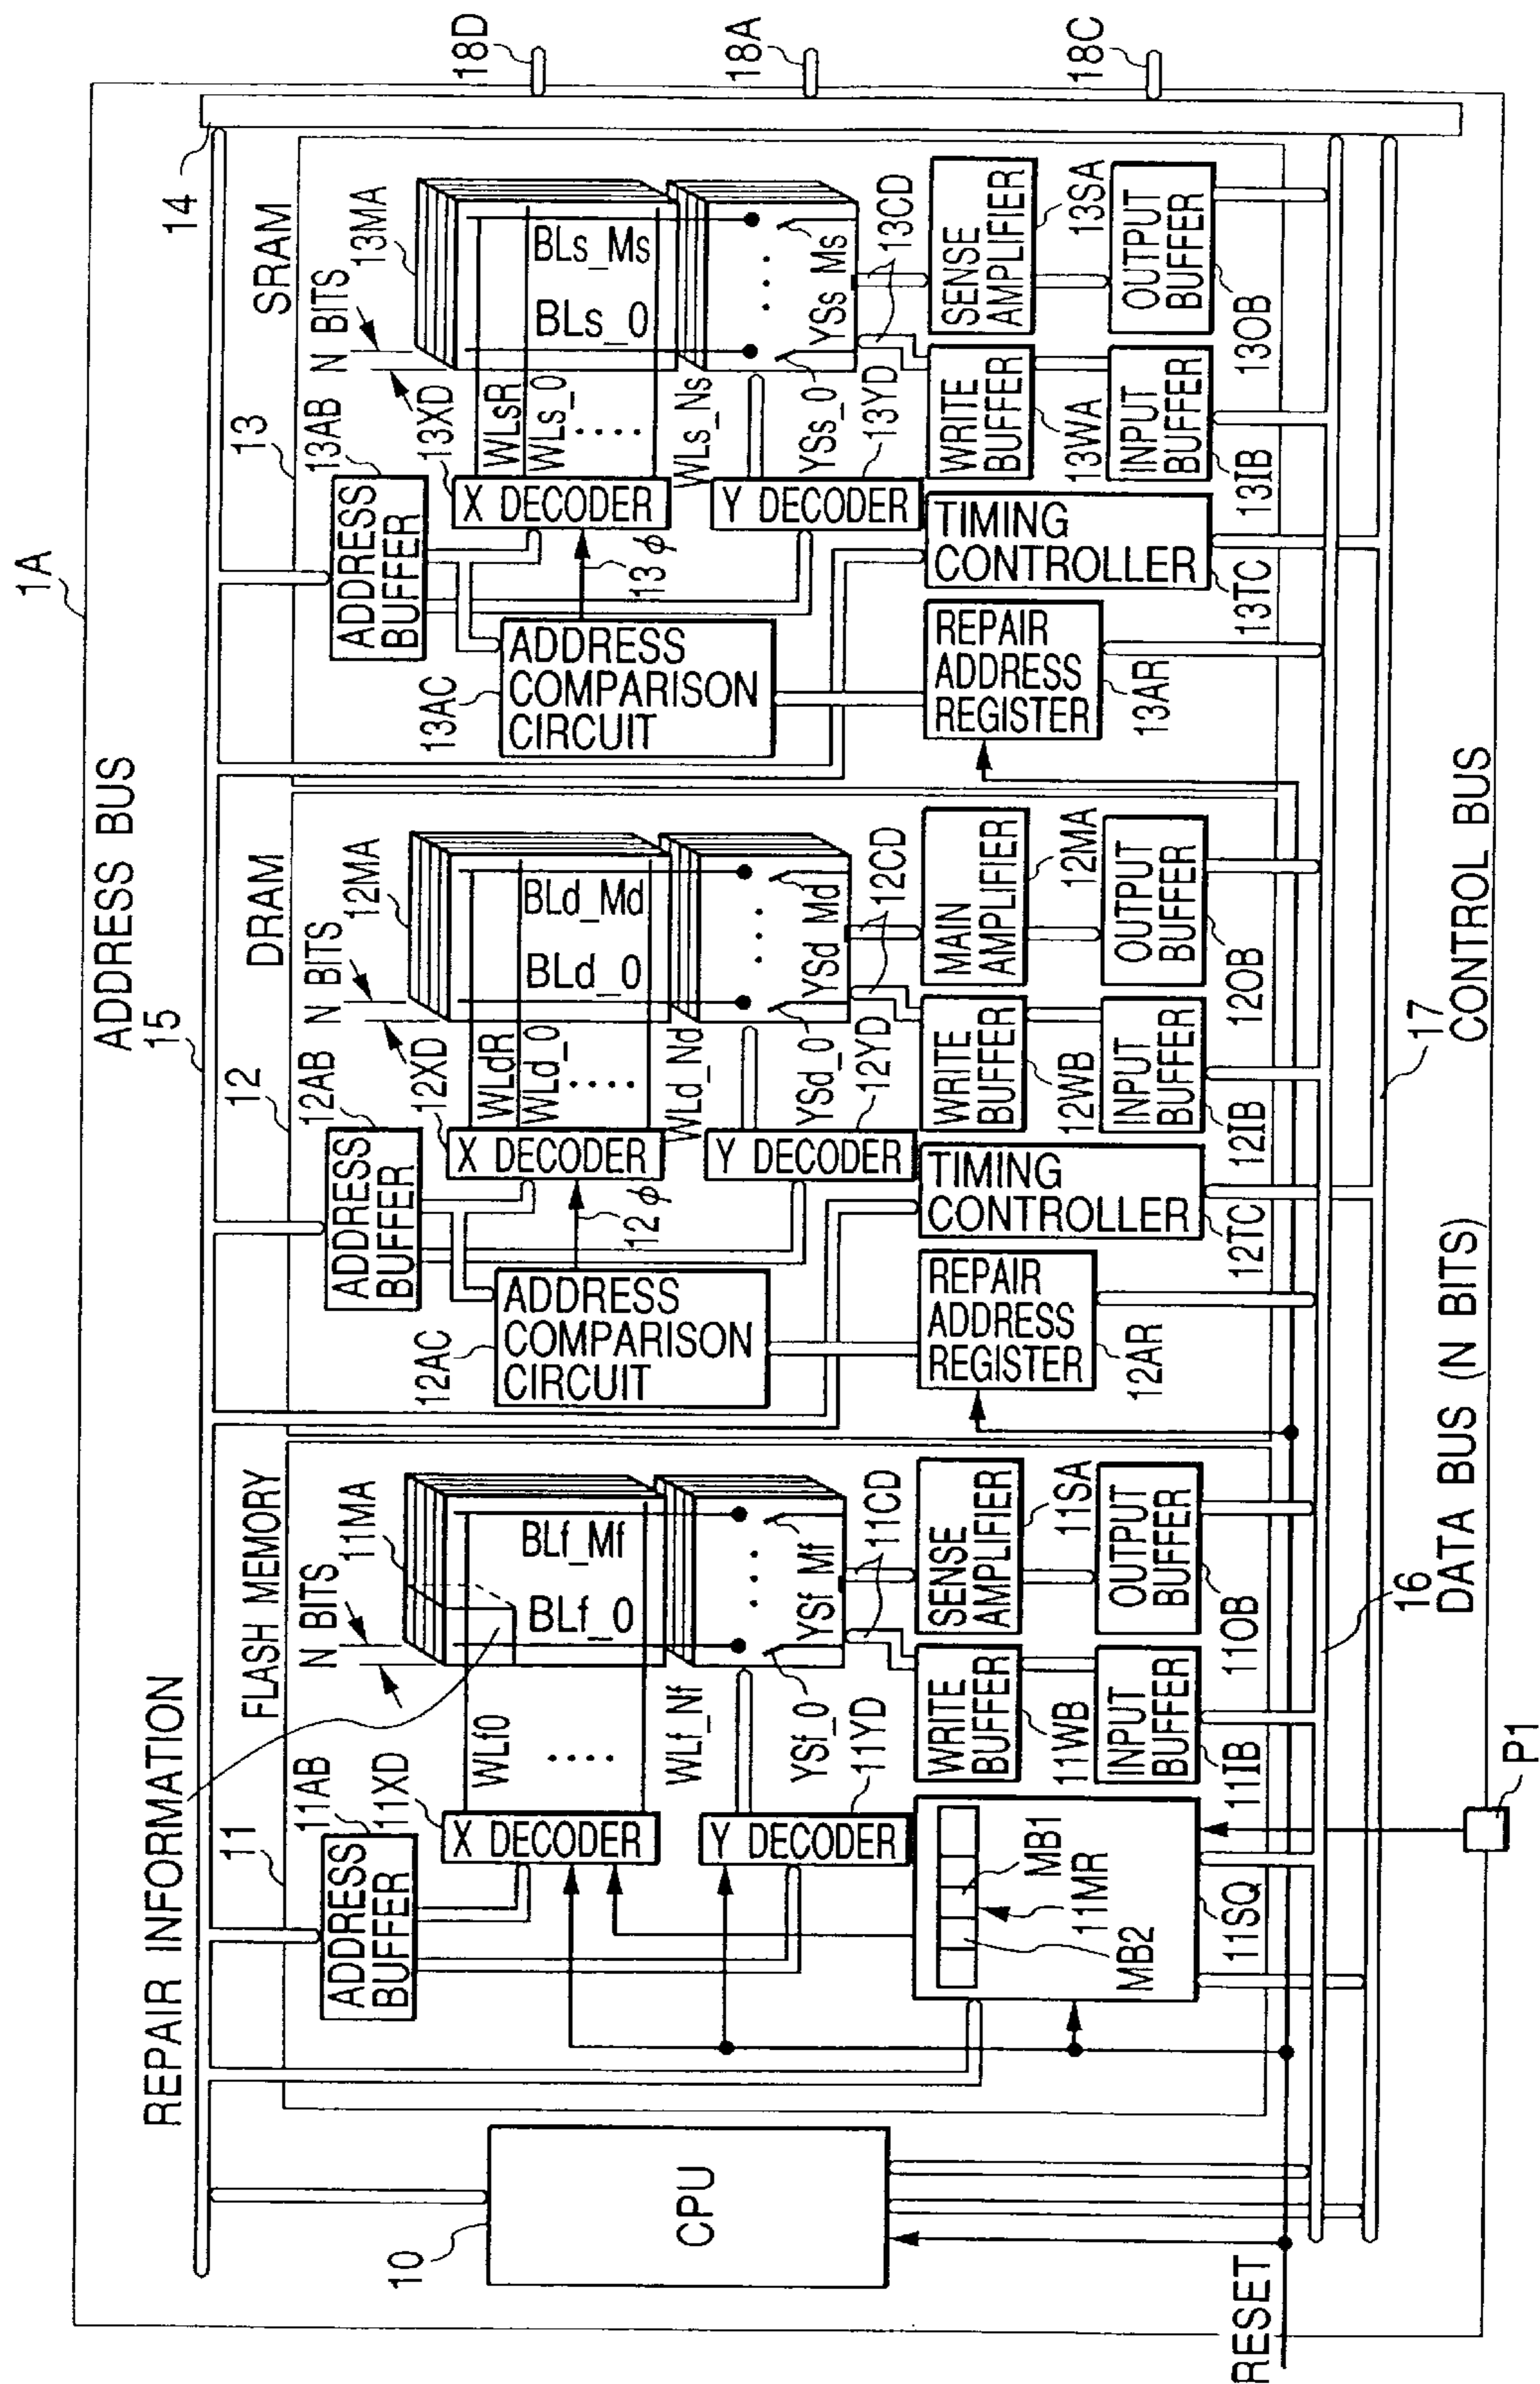 1A
ADDRESS BUS
15
14
REPAIR INFORMATION
11
FLASH MEMORY
11AB
ADDRESS
BUFFER
11XD
X DECODER
N BITS
11MA
WLf0
WLf_Nf
BLf_0
BLf_Mf
Y DECODER
11YD
YSf_0
YSf_Mf
11CD
MB1
11MR
MB2
11SQ
WRITE
BUFFER
11WB
SENSE
AMPLIFIER
11SA
INPUT
BUFFER
11IB
OUTPUT
BUFFER
11OB
CPU
10
RESET
P1
12
DRAM
12AB
ADDRESS
BUFFER
12XD
X DECODER
N BITS
12MA
WLdR
WLd_0
WLd_Nd
BLd_0
BLd_Md
12φ
12AC
ADDRESS
COMPARISON
CIRCUIT
Y DECODER
12YD
YSd_0
YSd_Md
12CD
REPAIR
ADDRESS
REGISTER
12AR
TIMING
CONTROLLER
12TC
WRITE
BUFFER
12WB
MAIN
AMPLIFIER
12MA
INPUT
BUFFER
12IB
OUTPUT
BUFFER
12OB
13
SRAM
13AB
ADDRESS
BUFFER
13XD
X DECODER
N BITS
13MA
WLsR
WLs_0
WLs_Ns
BLs_0
BLs_Ms
13φ
13AC
ADDRESS
COMPARISON
CIRCUIT
Y DECODER
13YD
YSs_0
YSs_Ms
13CD
REPAIR
ADDRESS
REGISTER
13AR
TIMING
CONTROLLER
13TC
WRITE
BUFFER
13WA
SENSE
AMPLIFIER
13SA
INPUT
BUFFER
13IB
OUTPUT
BUFFER
13OB
18D
18A
18C
16
DATA BUS (N BITS)
17
CONTROL BUS